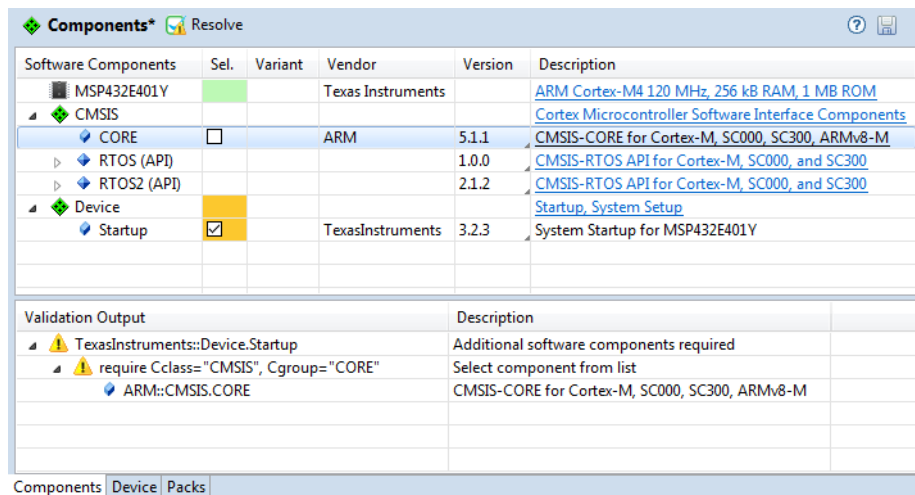 Components* Resolve
Software Components Sel. Variant Vendor Version Description
MSP432E401Y Texas Instruments ARM Cortex-M4 120 MHz, 256 kB RAM, 1 MB ROM
CMSIS Cortex Microcontroller Software Interface Components
CORE ARM 5.1.1 CMSIS-CORE for Cortex-M, SC000, SC300, ARMv8-M
RTOS (API) 1.0.0 CMSIS-RTOS API for Cortex-M, SC000, and SC300
RTOS2 (API) 2.1.2 CMSIS-RTOS API for Cortex-M, SC000, and SC300
Device Startup, System Setup
Startup TexasInstruments 3.2.3 System Startup for MSP432E401Y
Validation Output Description
TexasInstruments::Device.Startup Additional software components required
require Cclass="CMSIS", Cgroup="CORE" Select component from list
ARM::CMSIS.CORE CMSIS-CORE for Cortex-M, SC000, SC300, ARMv8-M
Components Device Packs